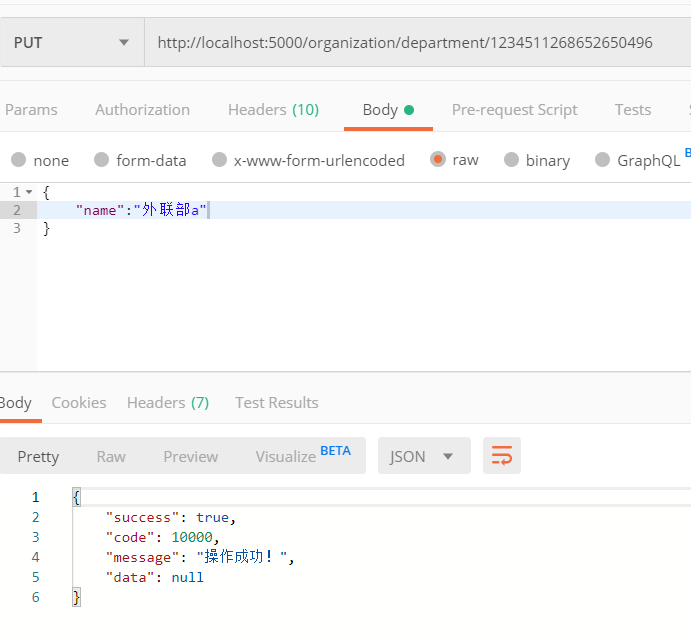 PUT http://localhost:5000/organization/department/1234511268652650496
Params Authorization Headers (10) Body Pre-request Script Tests
none form-data x-www-form-urlencoded raw binary GraphQL
1 {
2 "name":"外联部a"
3 }
Body Cookies Headers (7) Test Results
Pretty Raw Preview Visualize BETA JSON
1 {
2 "success": true,
3 "code": 10000,
4 "message": "操作成功！",
5 "data": null
6 }